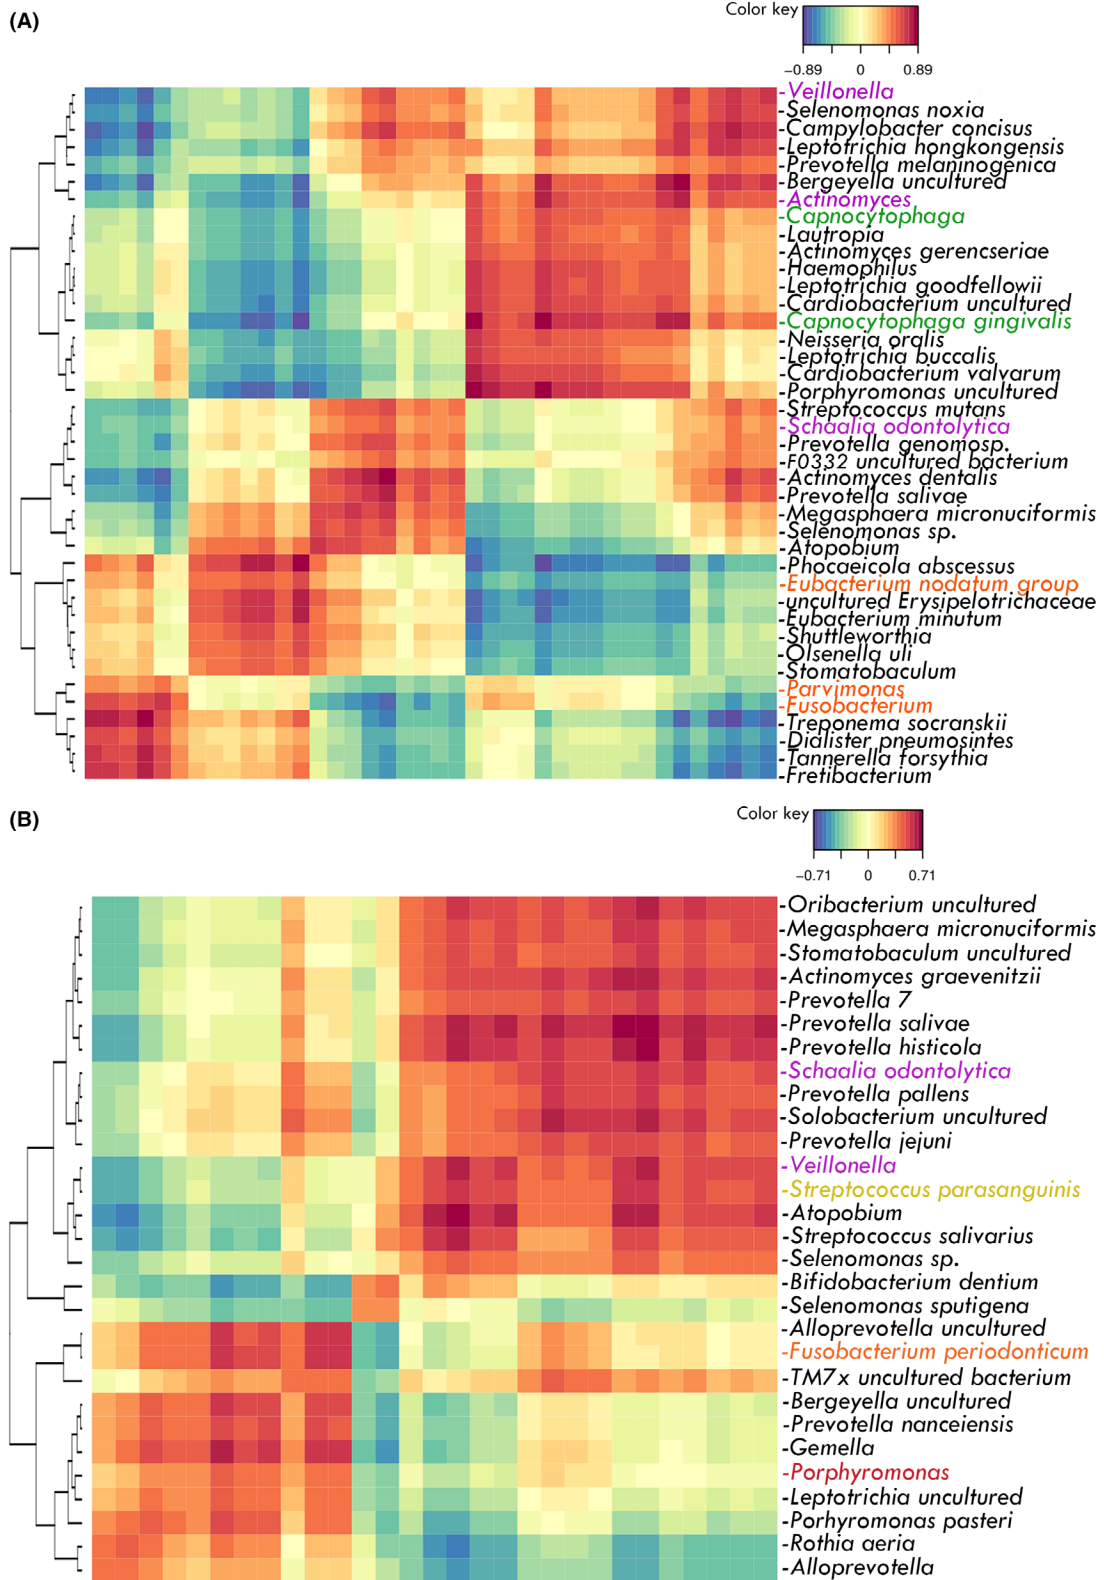 (A)
Color key
−0.89 0 0.89
-Veillonella
-Selenomonas noxia
-Campylobacter concisus
-Leptotrichia hongkongensis
-Prevotella melaninogenica
-Bergeyella uncultured
-Actinomyces
-Capnocytophaga
-Lautropia
-Actinomyces gerencseriae
-Haemophilus
-Leptotrichia goodfellowii
-Cardiobacterium uncultured
-Capnocytophaga gingivalis
-Neisseria oralis
-Leptotrichia buccalis
-Cardiobacterium valvarum
-Porphyromonas uncultured
-Streptococcus mutans
-Schaalia odontolytica
-Prevotella genomosp.
-F0332 uncultured bacterium
-Actinomyces dentalis
-Prevotella salivae
-Megasphaera micronuciformis
-Selenomonas sp.
-Atopobium
-Phocaeicola abscessus
-Eubacterium nodatum group
-uncultured Erysipelotrichaceae
-Eubacterium minutum
-Shuttleworthia
-Olsenella uli
-Stomatobaculum
-Parvimonas
-Fusobacterium
-Treponema socranskii
-Dialister pneumosintes
-Tannerella forsythia
-Fretibacterium
(B)
Color key
−0.71 0 0.71
-Oribacterium uncultured
-Megasphaera micronuciformis
-Stomatobaculum uncultured
-Actinomyces graevenitzii
-Prevotella 7
-Prevotella salivae
-Prevotella histicola
-Schaalia odontolytica
-Prevotella pallens
-Solobacterium uncultured
-Prevotella jejuni
-Veillonella
-Streptococcus parasanguinis
-Atopobium
-Streptococcus salivarius
-Selenomonas sp.
-Bifidobacterium dentium
-Selenomonas sputigena
-Alloprevotella uncultured
-Fusobacterium periodonticum
-TM7x uncultured bacterium
-Bergeyella uncultured
-Prevotella nanceiensis
-Gemella
-Porphyromonas
-Leptotrichia uncultured
-Porhyromonas pasteri
-Rothia aeria
-Alloprevotella